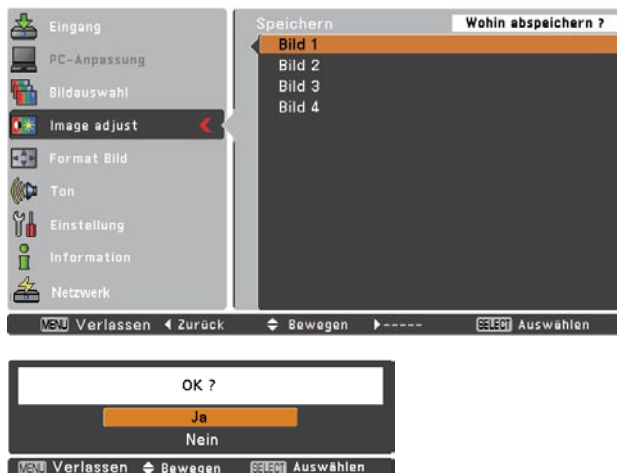 Eingang
PC-Anpassung
Bildauswahl
Image adjust
Format Bild
Ton
Einstellung
Information
Netzwerk
Speichern
Wohin abspeichern ?
Bild 1
Bild 2
Bild 3
Bild 4
MENU Verlassen Zurück Bewegen ----- SELECT Auswählen
OK ?
Ja
Nein
MENU Verlassen Bewegen SELECT Auswählen